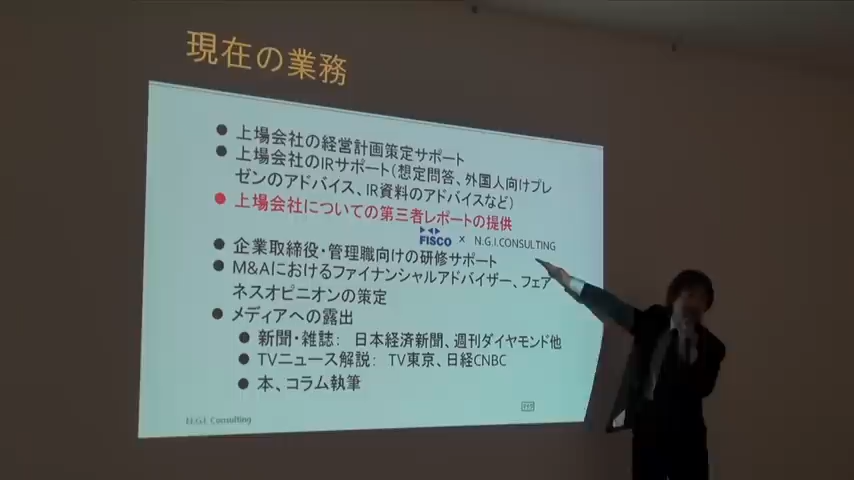 現在の業務
● 上場会社の経営計画策定サポート
● 上場会社のIRサポート（想定問答、外国人向けプレ
ゼンのアドバイス、IR資料のアドバイスなど）
● 上場会社についての第三者レポートの提供
FISCO × N.G.I.CONSULTING
● 企業取締役・管理職向けの研修サポート
● M&Aにおけるファイナンシャルアドバイザー、フェア
ネスオピニオンの策定
● メディアへの露出
● 新聞・雑誌： 日本経済新聞、週刊ダイヤモンド他
● TVニュース解説： TV東京、日経CNBC
● 本、コラム執筆
N.G.I. Consulting